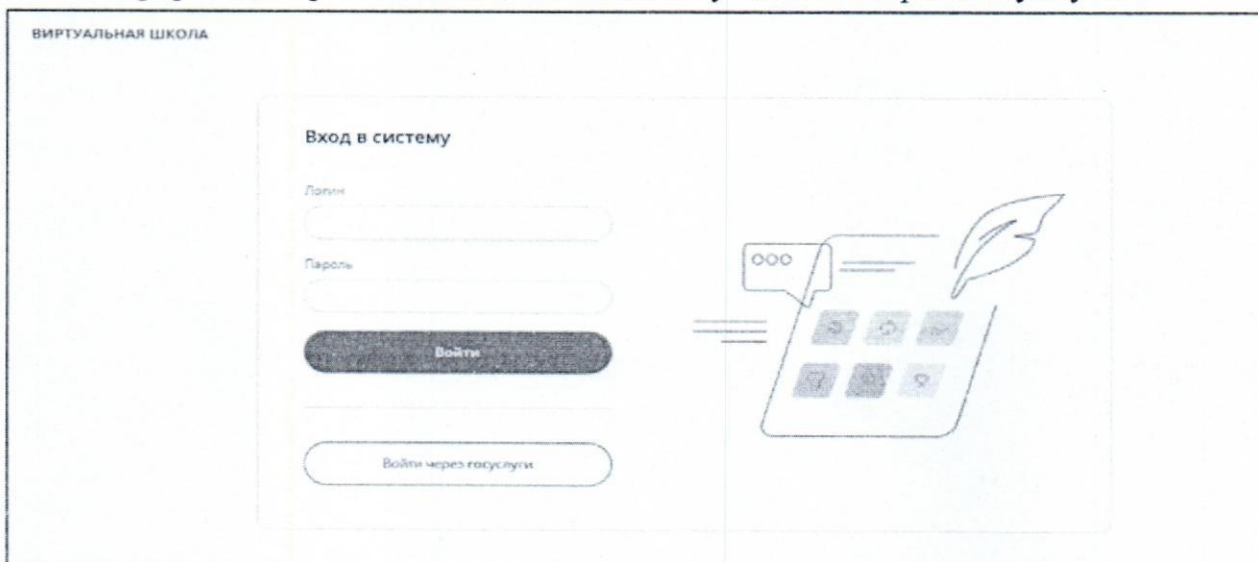 ВИРТУАЛЬНАЯ ШКОЛА
Вход в систему
Логин
Пароль
Войти
Войти через госуслуги